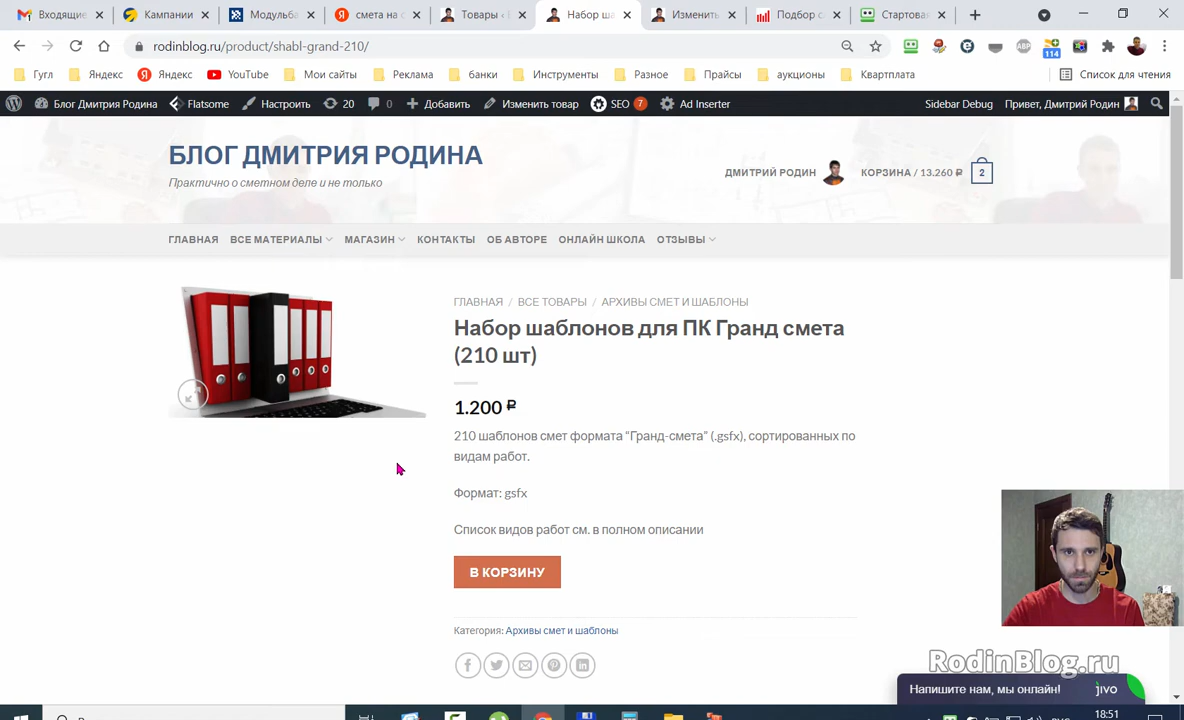 Входящие
Кампании
Модульба
смета на с
Товары ‹
Набор ша
Изменить
Подбор с
Стартовая
rodinblog.ru/product/shabl-grand-210/
114
Гугл Яндекс Яндекс YouTube Мои сайты Реклама банки Инструменты Разное Прайсы аукционы Квартплата Список для чтения
Блог Дмитрия Родина Flatsome Настроить 20 0 Добавить Изменить товар SEO 7 Ad Inserter Sidebar Debug Привет, Дмитрий Родин
БЛОГ ДМИТРИЯ РОДИНА
Практично о сметном деле и не только
ДМИТРИЙ РОДИН КОРЗИНА / 13.260 ₽ 2
ГЛАВНАЯ ВСЕ МАТЕРИАЛЫ МАГАЗИН КОНТАКТЫ ОБ АВТОРЕ ОНЛАЙН ШКОЛА ОТЗЫВЫ
ГЛАВНАЯ / ВСЕ ТОВАРЫ / АРХИВЫ СМЕТ И ШАБЛОНЫ
Набор шаблонов для ПК Гранд смета
(210 шт)
1.200 ₽
210 шаблонов смет формата “Гранд-смета” (.gsfx), сортированных по
видам работ.
Формат: gsfx
Список видов работ см. в полном описании
В КОРЗИНУ
Категория: Архивы смет и шаблоны
RodinBlog.ru
Напишите нам, мы онлайн! jivo
18:51